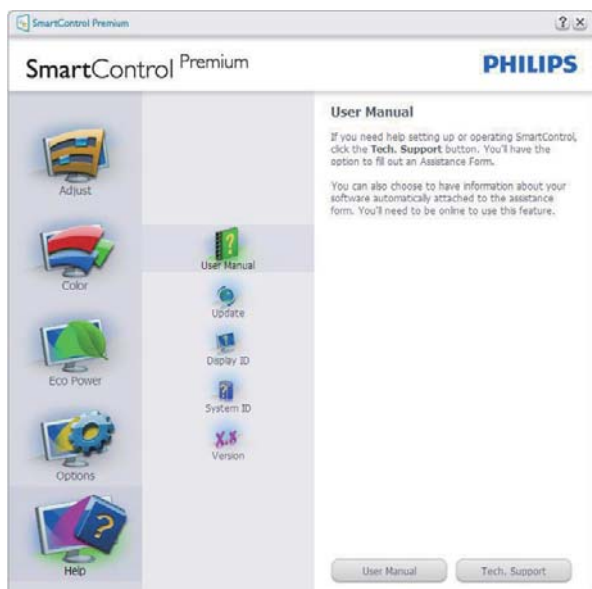 SmartControl Premium
? ×
SmartControl Premium
PHILIPS
Adjust
Color
Eco Power
Options
Help
User Manual
Update
Display ID
System ID
X.X
Version
User Manual
If you need help setting up or operating SmartControl,
click the Tech. Support button. You'll have the
option to fill out an Assistance Form.
You can also choose to have information about your
software automatically attached to the assistance
form. You'll need to be online to use this feature.
User Manual
Tech. Support